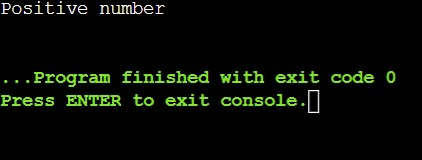 Positive number
...Program finished with exit code 0
Press ENTER to exit console.